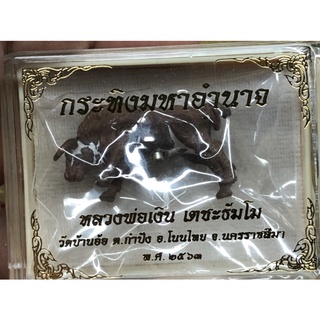 กระทิงมหาอำนาจ
หลวงพ่อเงิน เตชะธัมโม
วัดบ้านอ้อ ต.กำปัง อ.โนนไทย จ.นครราชสีมา
พ.ศ.๒๕๖๓